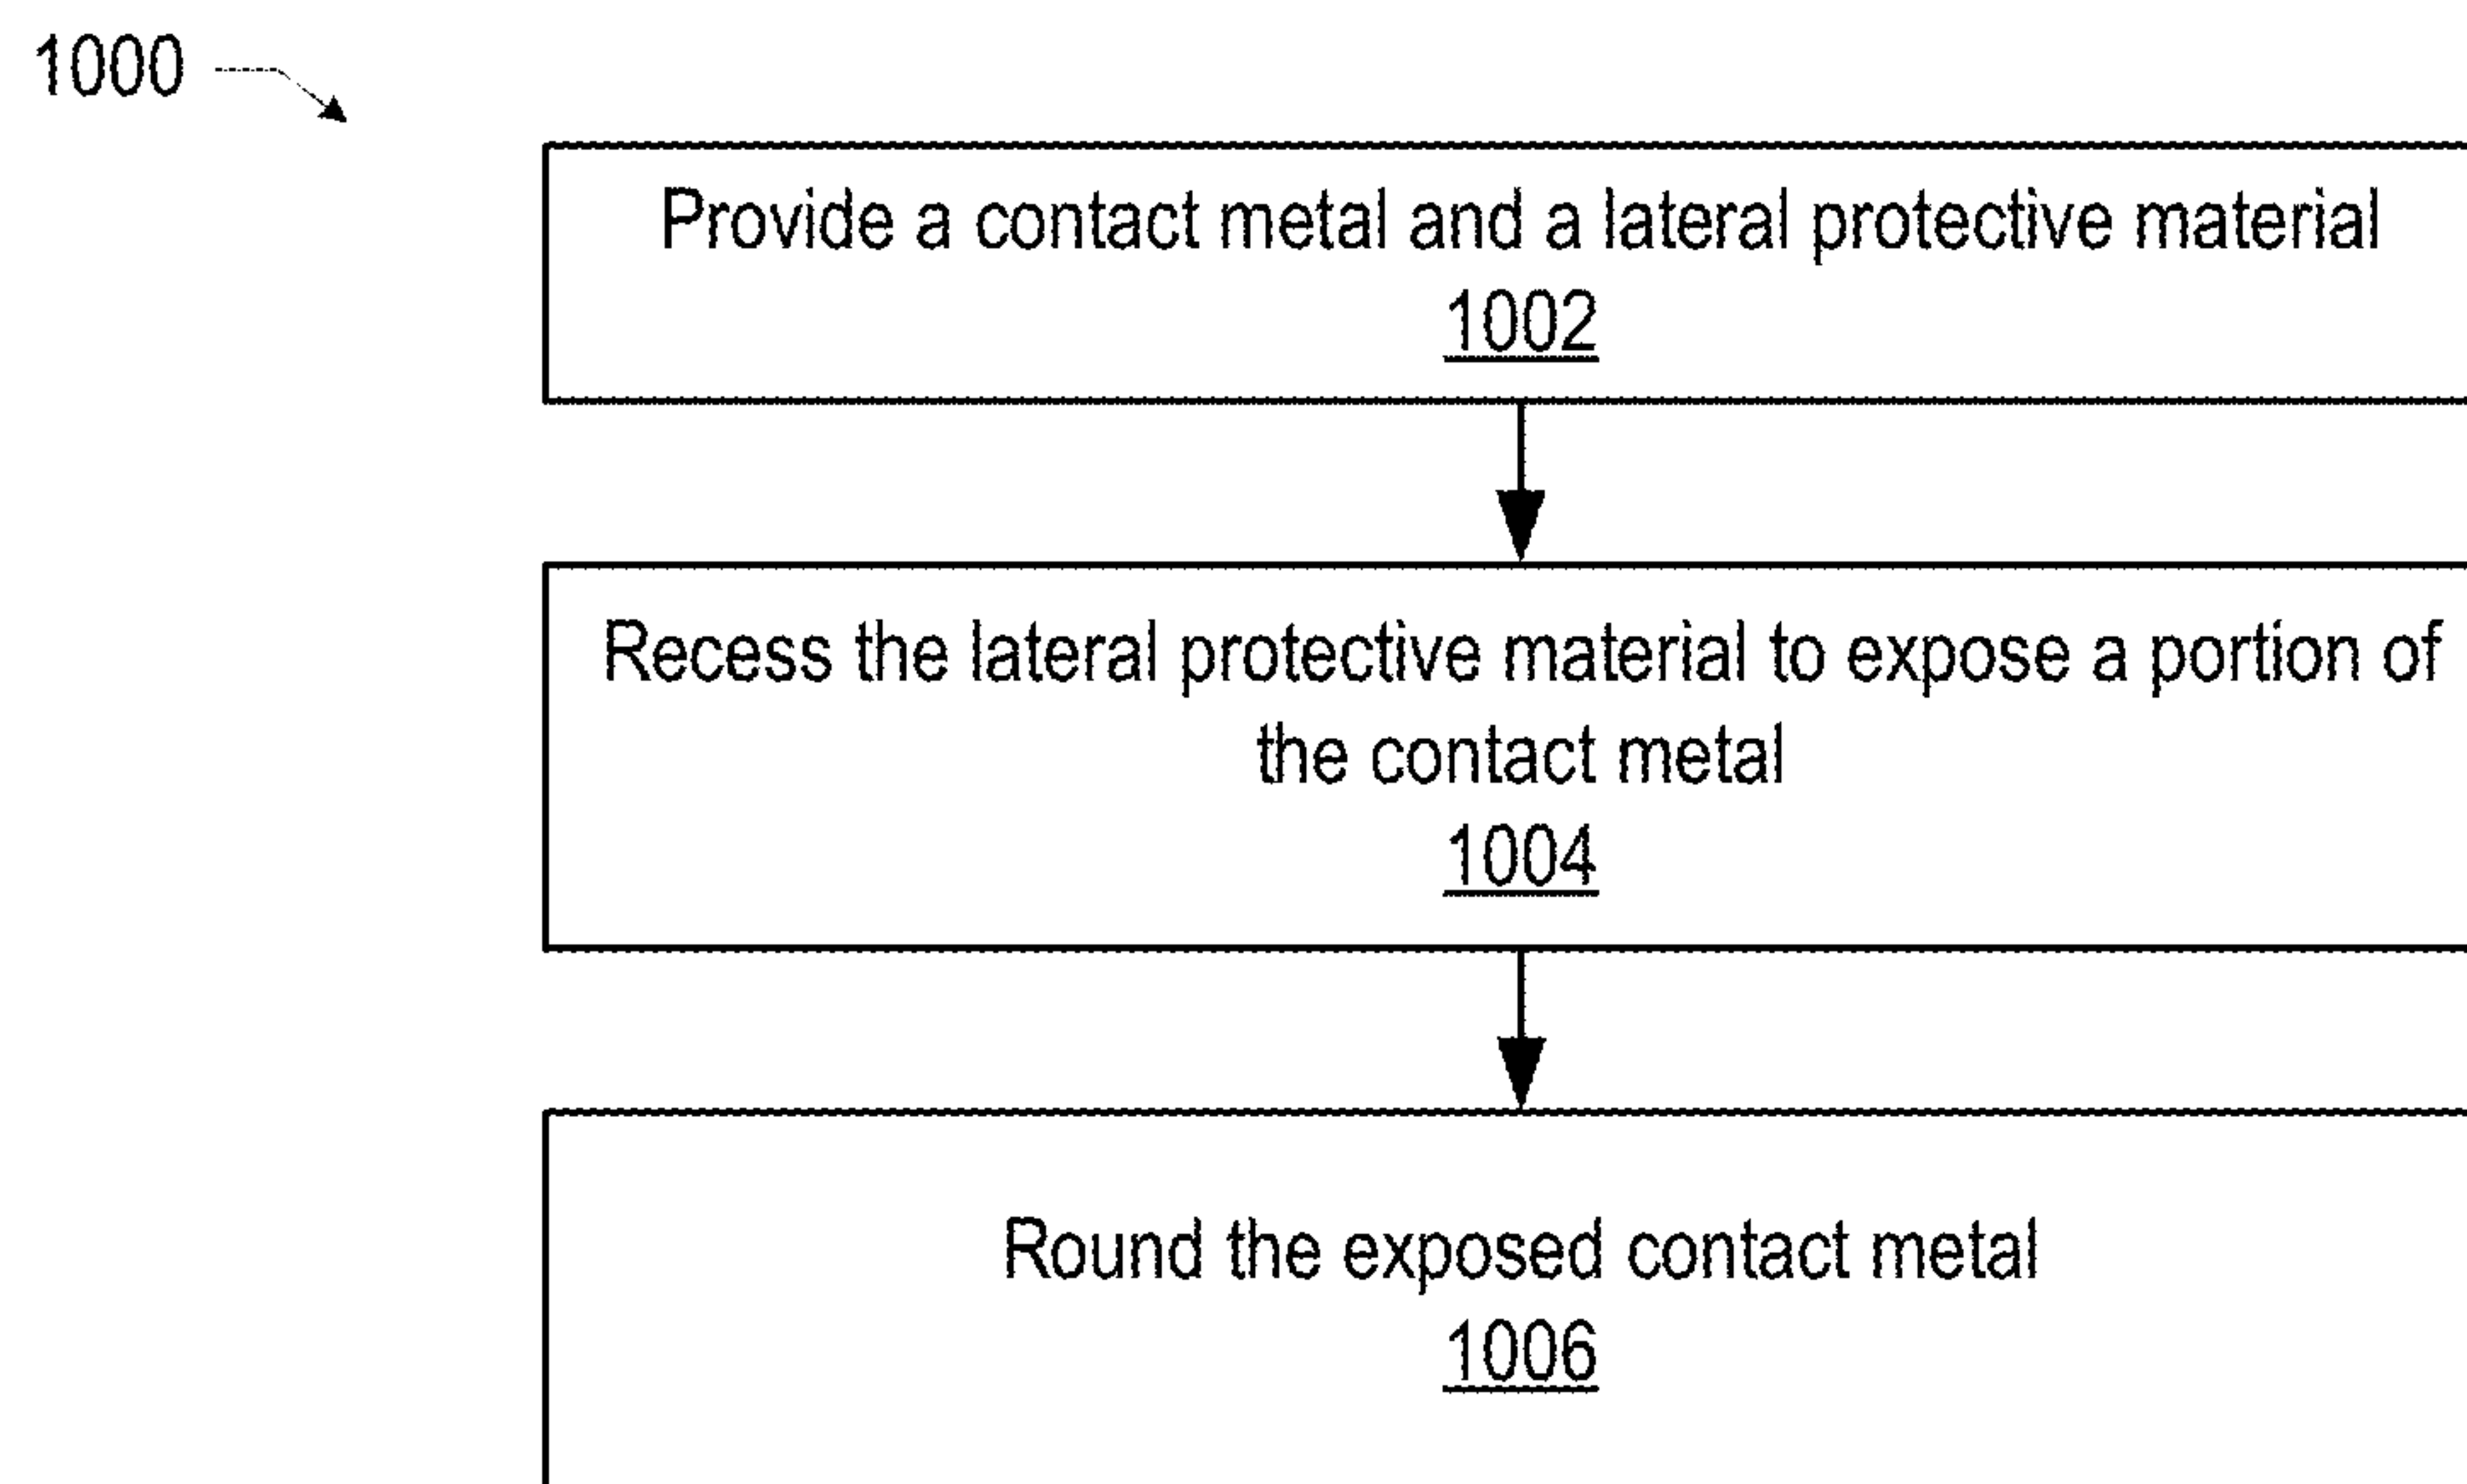 1000
Provide a contact metal and a lateral protective material
1002
Recess the lateral protective material to expose a portion of
the contact metal
1004
Round the exposed contact metal
1006